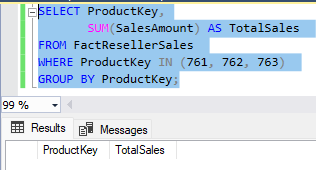 SELECT ProductKey,
SUM(SalesAmount) AS TotalSales
FROM FactResellerSales
WHERE ProductKey IN (761, 762, 763)
GROUP BY ProductKey;
99 %
Results Messages
ProductKey TotalSales